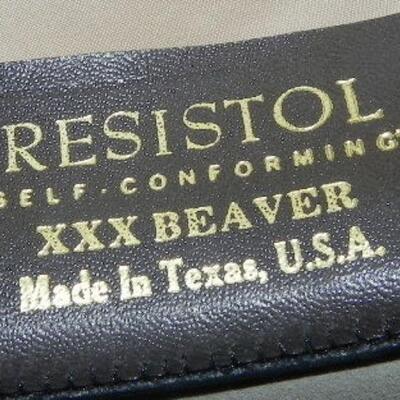 RESISTOL
SELF-CONFORMING
XXX BEAVER
Made In Texas, U.S.A.